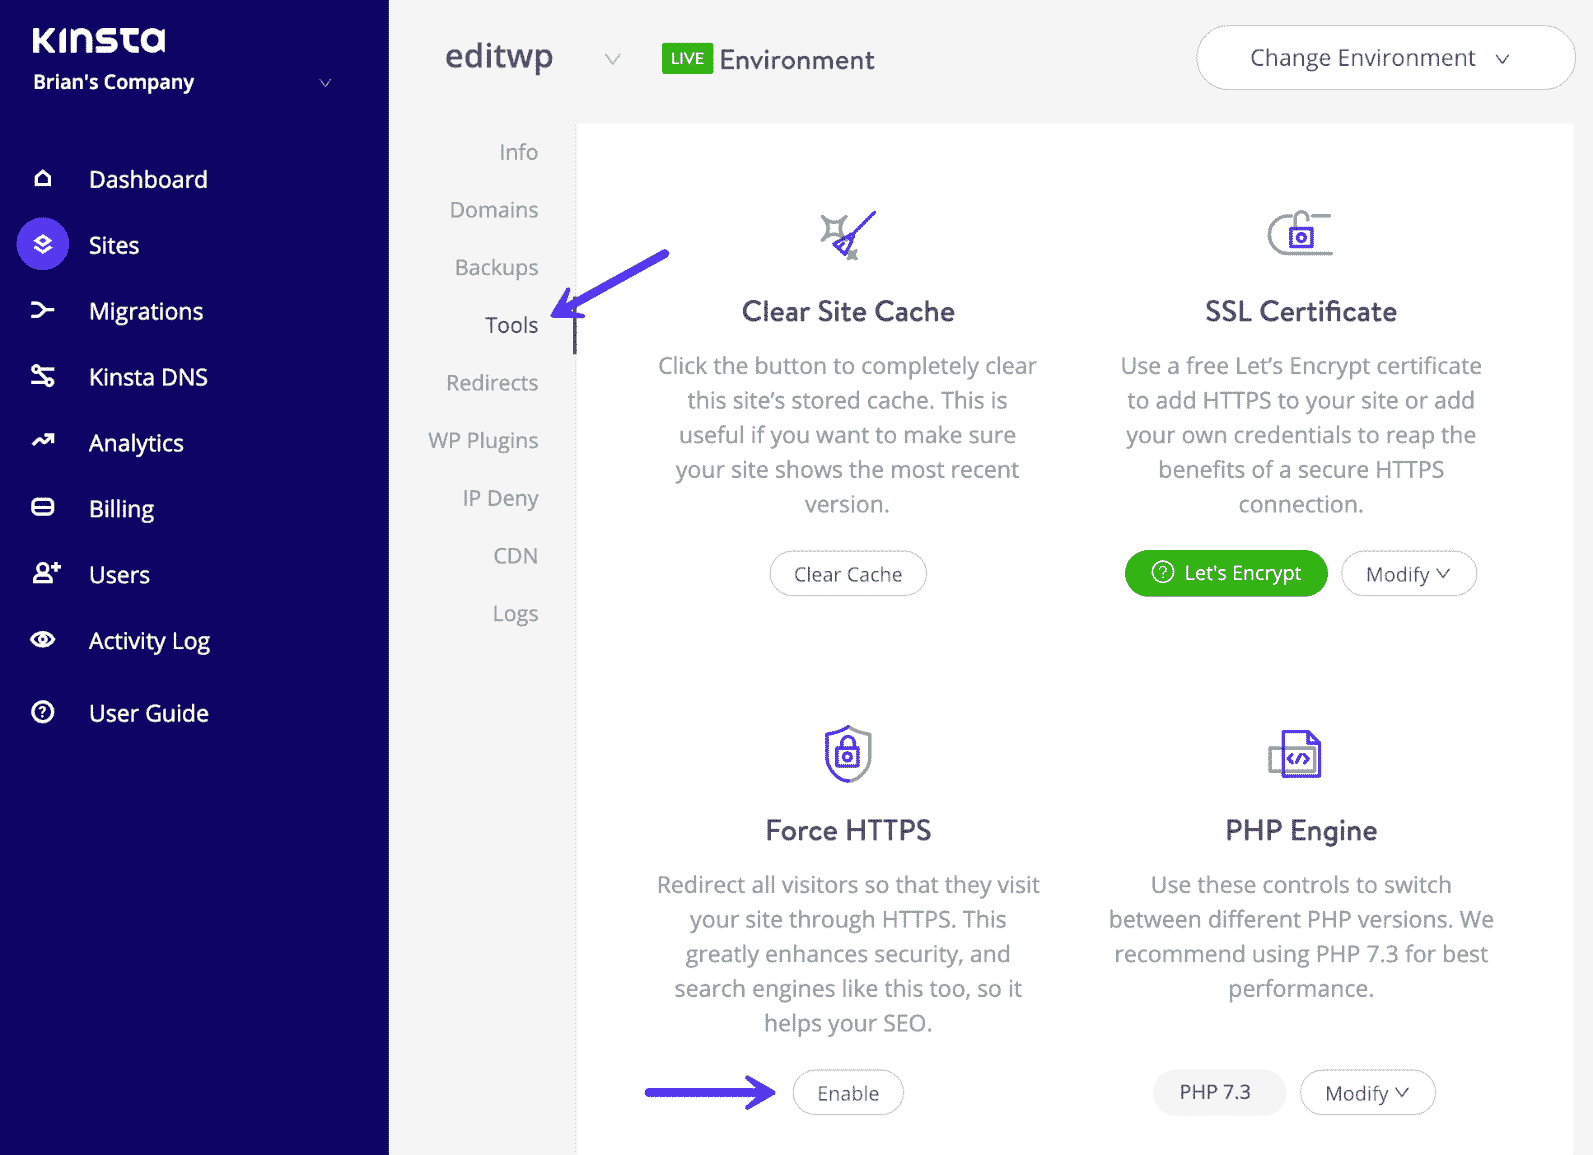 Kinsta
Brian's Company
Dashboard
Sites
Migrations
Kinsta DNS
Analytics
Billing
Users
Activity Log
User Guide
editwp
LIVE Environment
Change Environment
Info
Domains
Backups
Tools
Redirects
WP Plugins
IP Deny
CDN
Logs
Clear Site Cache
Click the button to completely clear
this site’s stored cache. This is
useful if you want to make sure
your site shows the most recent
version.
Clear Cache
SSL Certificate
Use a free Let’s Encrypt certificate
to add HTTPS to your site or add
your own credentials to reap the
benefits of a secure HTTPS
connection.
Let's Encrypt
Modify
Force HTTPS
Redirect all visitors so that they visit
your site through HTTPS. This
greatly enhances security, and
search engines like this too, so it
helps your SEO.
Enable
PHP Engine
Use these controls to switch
between different PHP versions. We
recommend using PHP 7.3 for best
performance.
PHP 7.3
Modify